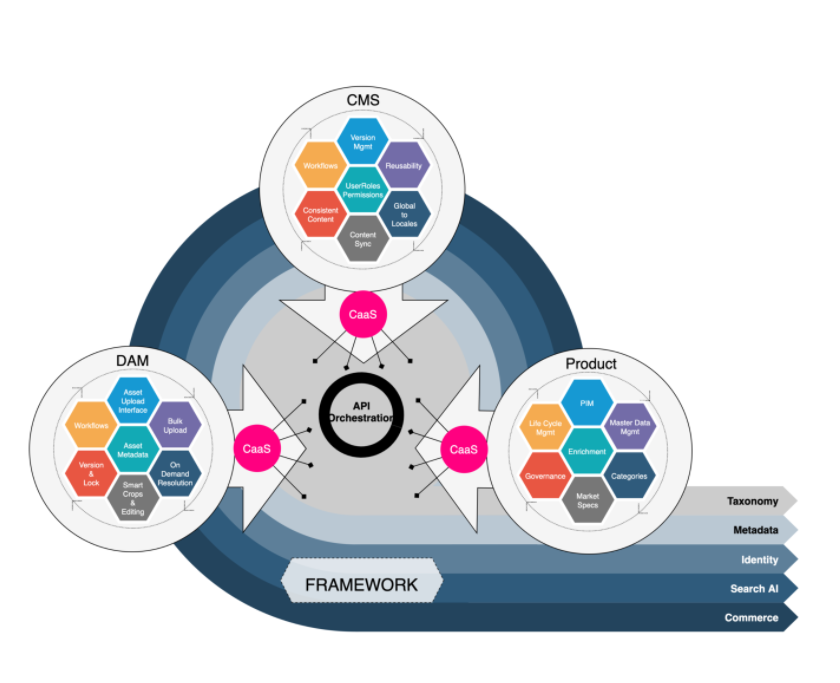 CMS
Version
Mgmt
Workflows
Reusability
UserRoles
Permissions
Consistent
Content
Global
to
Locales
Content
Sync
CaaS
DAM
Asset
Upload
Interface
Workflows
Bulk
Upload
Asset
Metadata
Version
&
Lock
On
Demand
Resolution
Smart
Crops
&
Editing
CaaS
API
Orchestration
CaaS
Product
PIM
Life Cycle
Mgmt
Master Data
Mgmt
Enrichment
Governance
Categories
Market
Specs
Taxonomy
Metadata
Identity
Search AI
Commerce
FRAMEWORK